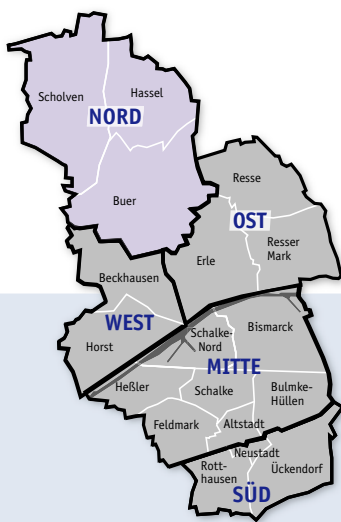 Hassel
Scholven
NORD
Buer
Resse
OST
Resser
Mark
Erle
Beckhausen
WEST
Horst
Schalke-
Nord
Bismarck
MITTE
Heßler
Schalke
Bulmke-
Hüllen
Feldmark
Altstadt
Neustadt
Rott-
hausen
Ückendorf
SÜD